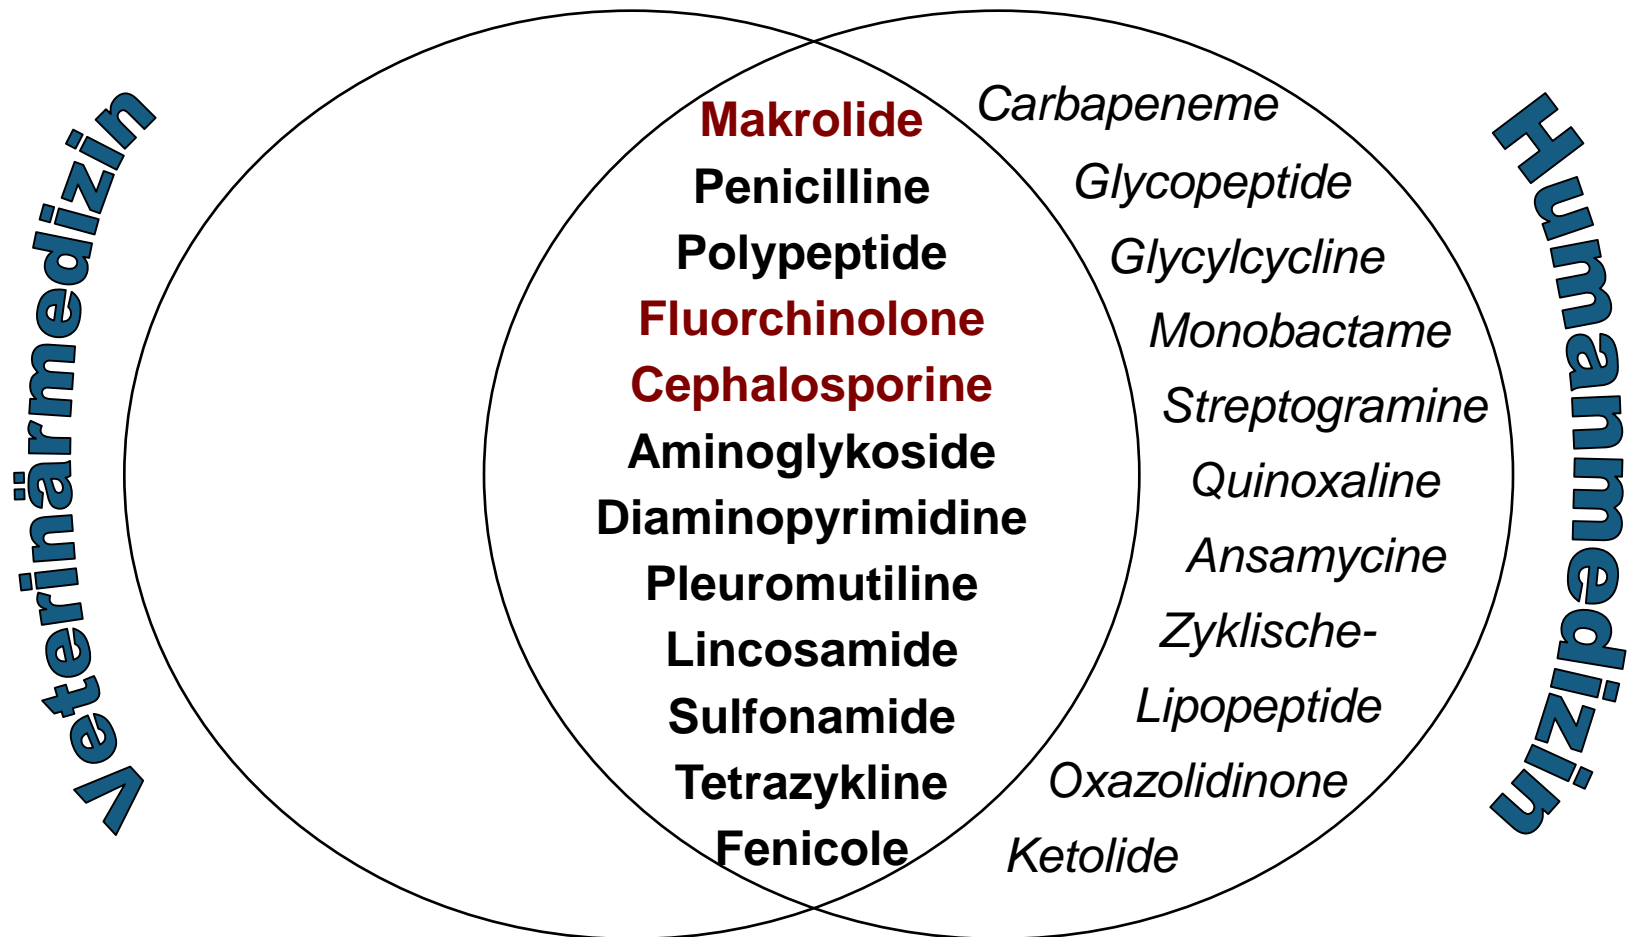 Veterinärmedizin
Makrolide
Penicilline
Polypeptide
Fluorchinolone
Cephalosporine
Aminoglykoside
Diaminopyrimidine
Pleuromutiline
Lincosamide
Sulfonamide
Tetrazykline
Fenicole
Carbapeneme
Glycopeptide
Glycylcycline
Monobactame
Streptogramine
Quinoxaline
Ansamycine
Zyklische-
Lipopeptide
Oxazolidinone
Ketolide
Humanmedizin